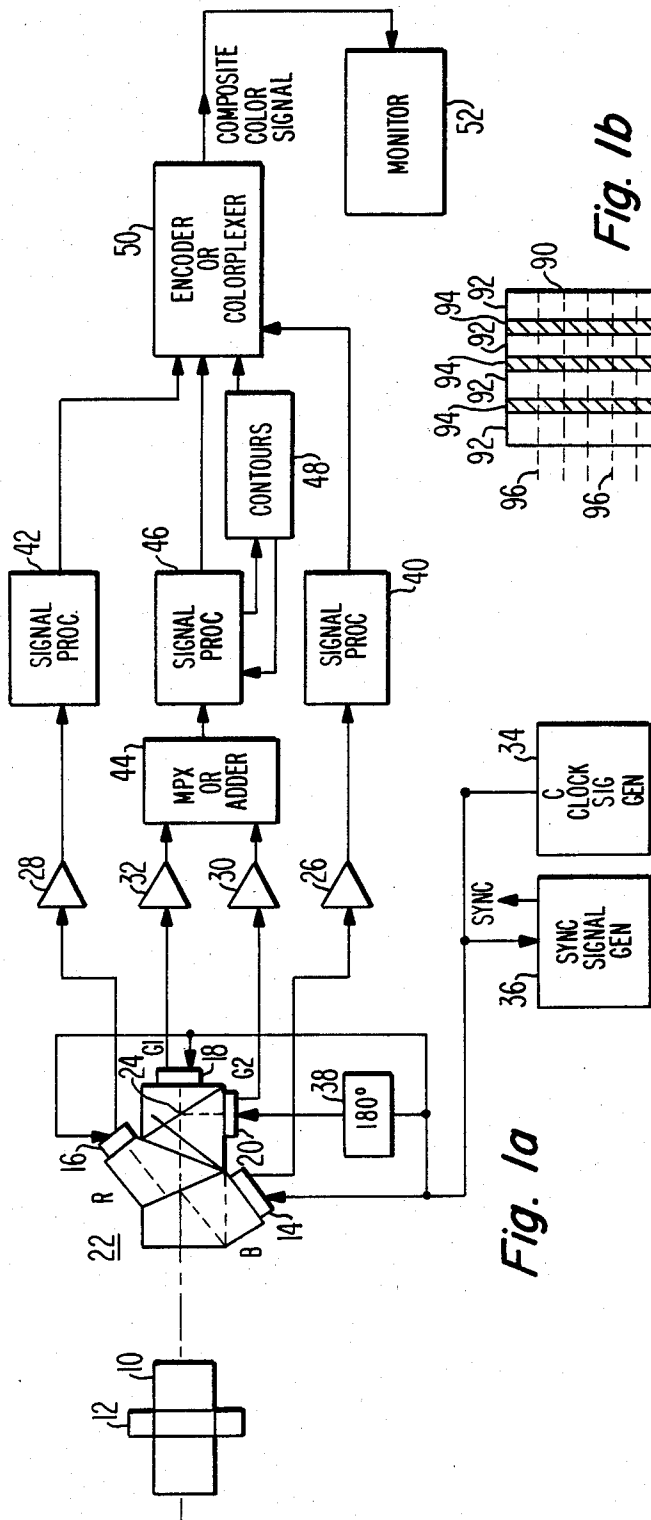 12
10
22
R
16
24
G1
18
G2
20
B
14
38
180°
28
32
30
26
42
SIGNAL
PROC.
44
MPX
OR
ADDER
46
SIGNAL
PROC
CONTOURS
48
SIGNAL
PROC
40
50
ENCODER
OR
COLORPLEXER
COMPOSITE
COLOR
SIGNAL
MONITOR
52
SYNC
SYNC
SIGNAL
GEN
36
C
CLOCK
SIG
GEN
34
Fig. 1a
92
94
92
94
92
94
92
90
96
96
Fig. 1b